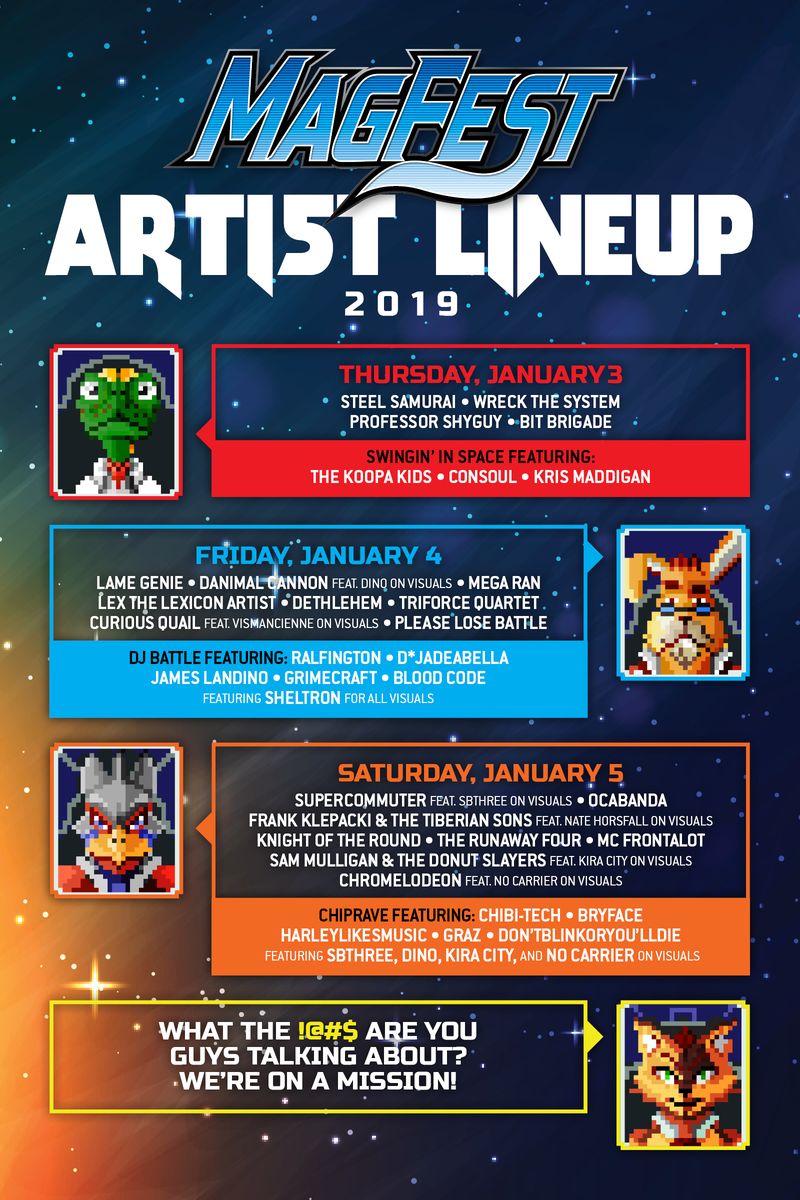 MAGFEST
ARTIST LINEUP
2019
THURSDAY, JANUARY 3
STEEL SAMURAI • WRECK THE SYSTEM
PROFESSOR SHYGUY • BIT BRIGADE
SWINGIN' IN SPACE FEATURING:
THE KOOPA KIDS • CONSOUL • KRIS MADDIGAN
FRIDAY, JANUARY 4
LAME GENIE • DANIMAL CANNON FEAT. DINO ON VISUALS • MEGA RAN
LEX THE LEXICON ARTIST • DETHLEHEM • TRIFORCE QUARTET
CURIOUS QUAIL FEAT. VISMANCIENNE ON VISUALS • PLEASE LOSE BATTLE
DJ BATTLE FEATURING: RALFINGTON • D*JADEABELLA
JAMES LANDINO • GRIMECRAFT • BLOOD CODE
FEATURING SHELTRON FOR ALL VISUALS
SATURDAY, JANUARY 5
SUPERCOMMUTER FEAT. SBTHREE ON VISUALS • OCABANDA
FRANK KLEPACKI & THE TIBERIAN SONS FEAT. NATE HORSFALL ON VISUALS
KNIGHT OF THE ROUND • THE RUNAWAY FOUR • MC FRONTALOT
SAM MULLIGAN & THE DONUT SLAYERS FEAT. KIRA CITY ON VISUALS
CHROMELODEON FEAT. NO CARRIER ON VISUALS
CHIPRAVE FEATURING: CHIBI-TECH • BRYFACE
HARLEYLIKESMUSIC • GRAZ • DON'TBLINKORYOU'LLDIE
FEATURING SBTHREE, DINO, KIRA CITY, AND NO CARRIER ON VISUALS
WHAT THE !@#$ ARE YOU
GUYS TALKING ABOUT?
WE'RE ON A MISSION!